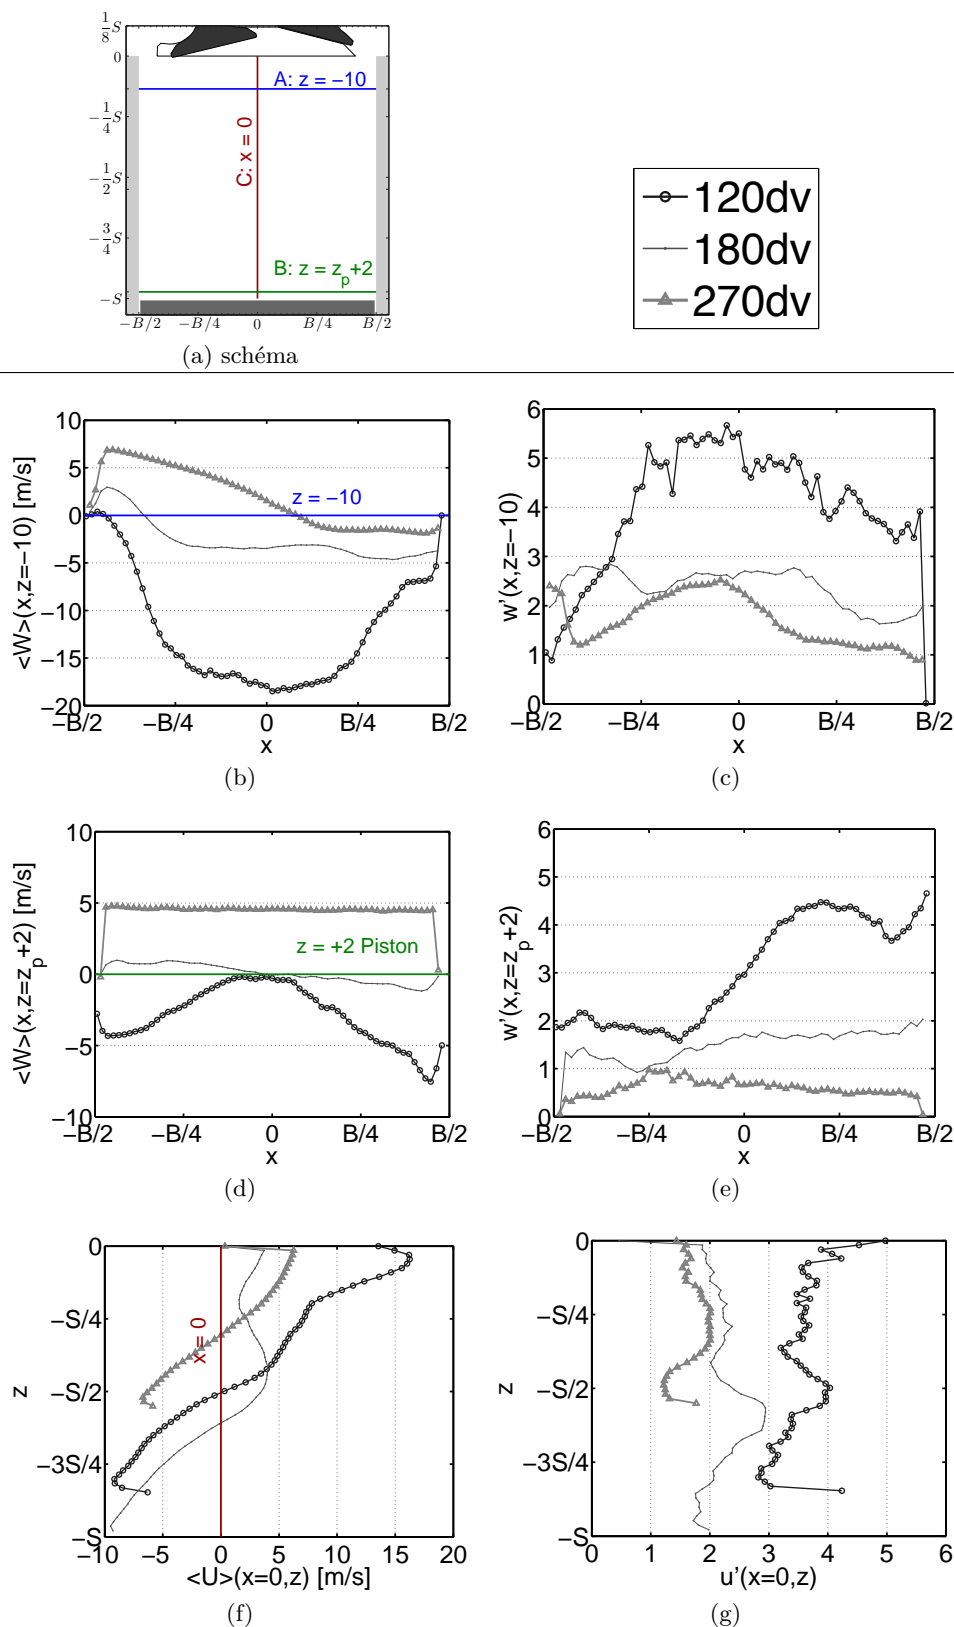 1/8 S
0
−1/4 S
−1/2 S
−3/4 S
−S
−B/2 −B/4 0 B/4 B/2
A: z = −10
C: x = 0
B: z = z_p+2
(a) schéma
120dv
180dv
270dv
10
5
0
−5
−10
−15
−20
−B/2 −B/4 0 B/4 B/2
x
<W>(x,z=−10) [m/s]
z = −10
(b)
6
5
4
3
2
1
0
−B/2 −B/4 0 B/4 B/2
x
w'(x,z=−10)
(c)
10
5
0
−5
−10
−B/2 −B/4 0 B/4 B/2
x
<W>(x,z=z_p+2) [m/s]
z = +2 Piston
(d)
6
5
4
3
2
1
0
−B/2 −B/4 0 B/4 B/2
x
w'(x,z=z_p+2)
(e)
0
−S/4
−S/2
−3S/4
−S
z
−10 −5 0 5 10 15 20
<U>(x=0,z) [m/s]
x = 0
(f)
0
−S/4
−S/2
−3S/4
−S
z
0 1 2 3 4 5 6
u'(x=0,z)
(g)